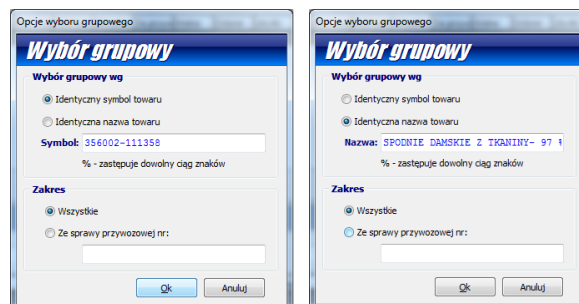 Opcje wyboru grupowego
Wybór grupowy
Wybór grupowy wg
Identyczny symbol towaru
Identyczna nazwa towaru
Symbol: 356002-111358
% - zastępuje dowolny ciąg znaków
Zakres
Wszystkie
Ze sprawy przywozowej nr:
Ok Anuluj
Opcje wyboru grupowego
Wybór grupowy
Wybór grupowy wg
Identyczny symbol towaru
Identyczna nazwa towaru
Nazwa: SPODNIE DAMSKIE Z TKANINY- 97 %
% - zastępuje dowolny ciąg znaków
Zakres
Wszystkie
Ze sprawy przywozowej nr:
Ok Anuluj